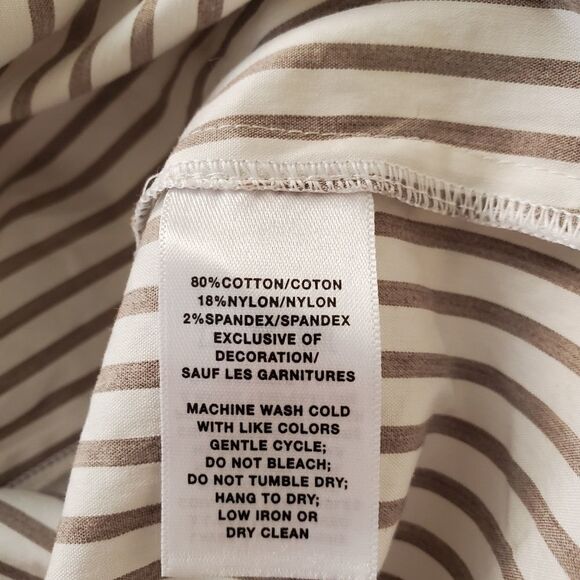 80%COTTON/COTON
18%NYLON/NYLON
2%SPANDEX/SPANDEX
EXCLUSIVE OF
DECORATION/
SAUF LES GARNITURES
MACHINE WASH COLD
WITH LIKE COLORS
GENTLE CYCLE;
DO NOT BLEACH;
DO NOT TUMBLE DRY;
HANG TO DRY;
LOW IRON OR
DRY CLEAN